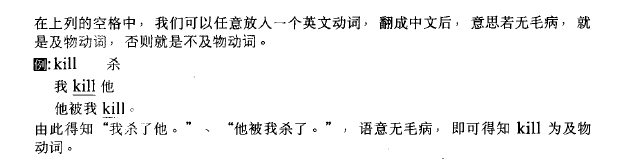 在上列的空格中，我们可以任意放入一个英文动词，翻成中文后，意思若无毛病，就
是及物动词，否则就是不及物动词。
例:kill 杀
我 kill 他
他被我 kill。
由此得知“我杀了他。”、“他被我杀了。”，语意无毛病，即可得知 kill 为及物
动词。